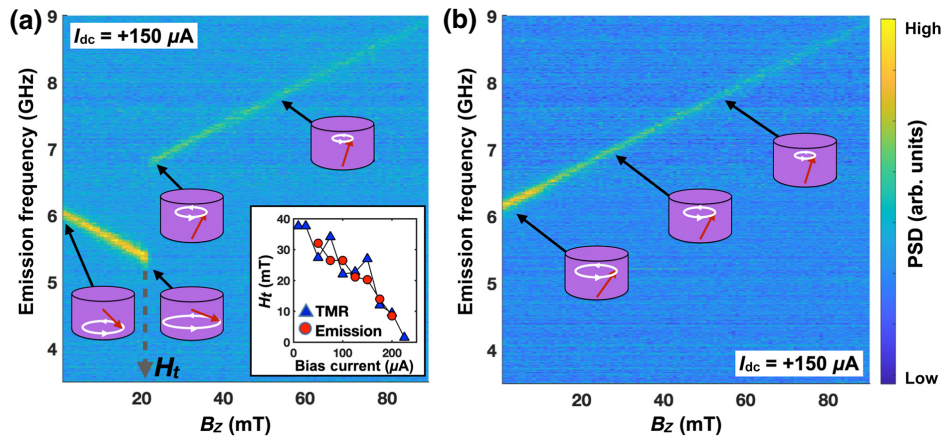 (a)
I_dc = +150 µA
Emission frequency (GHz)
9
8
7
6
5
4
0
20
40
60
80
B_Z (mT)
H_t
H_t (mT)
40
30
20
10
0
0
100
200
Bias current (µA)
TMR
Emission
(b)
Emission frequency (GHz)
9
8
7
6
5
4
0
20
40
60
80
B_Z (mT)
I_dc = +150 µA
High
PSD (arb. units)
Low